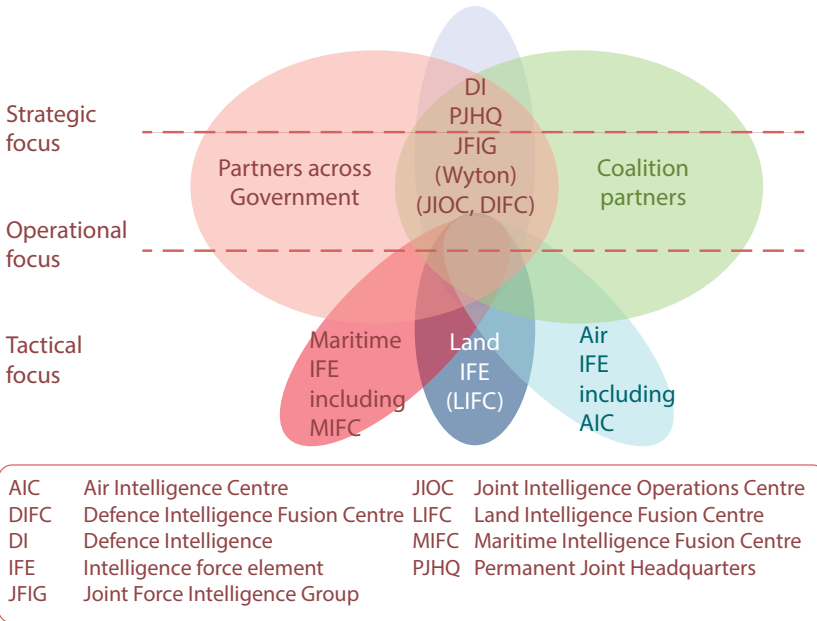 Strategic
focus
Operational
focus
Tactical
focus
DI
PJHQ
JFIG
(Wyton)
(JIOC, DIFC)
Partners across
Government
Coalition
partners
Maritime
IFE
including
MIFC
Land
IFE
(LIFC)
Air
IFE
including
AIC
AIC Air Intelligence Centre
DIFC Defence Intelligence Fusion Centre
DI Defence Intelligence
IFE Intelligence force element
JFIG Joint Force Intelligence Group
JIOC Joint Intelligence Operations Centre
LIFC Land Intelligence Fusion Centre
MIFC Maritime Intelligence Fusion Centre
PJHQ Permanent Joint Headquarters